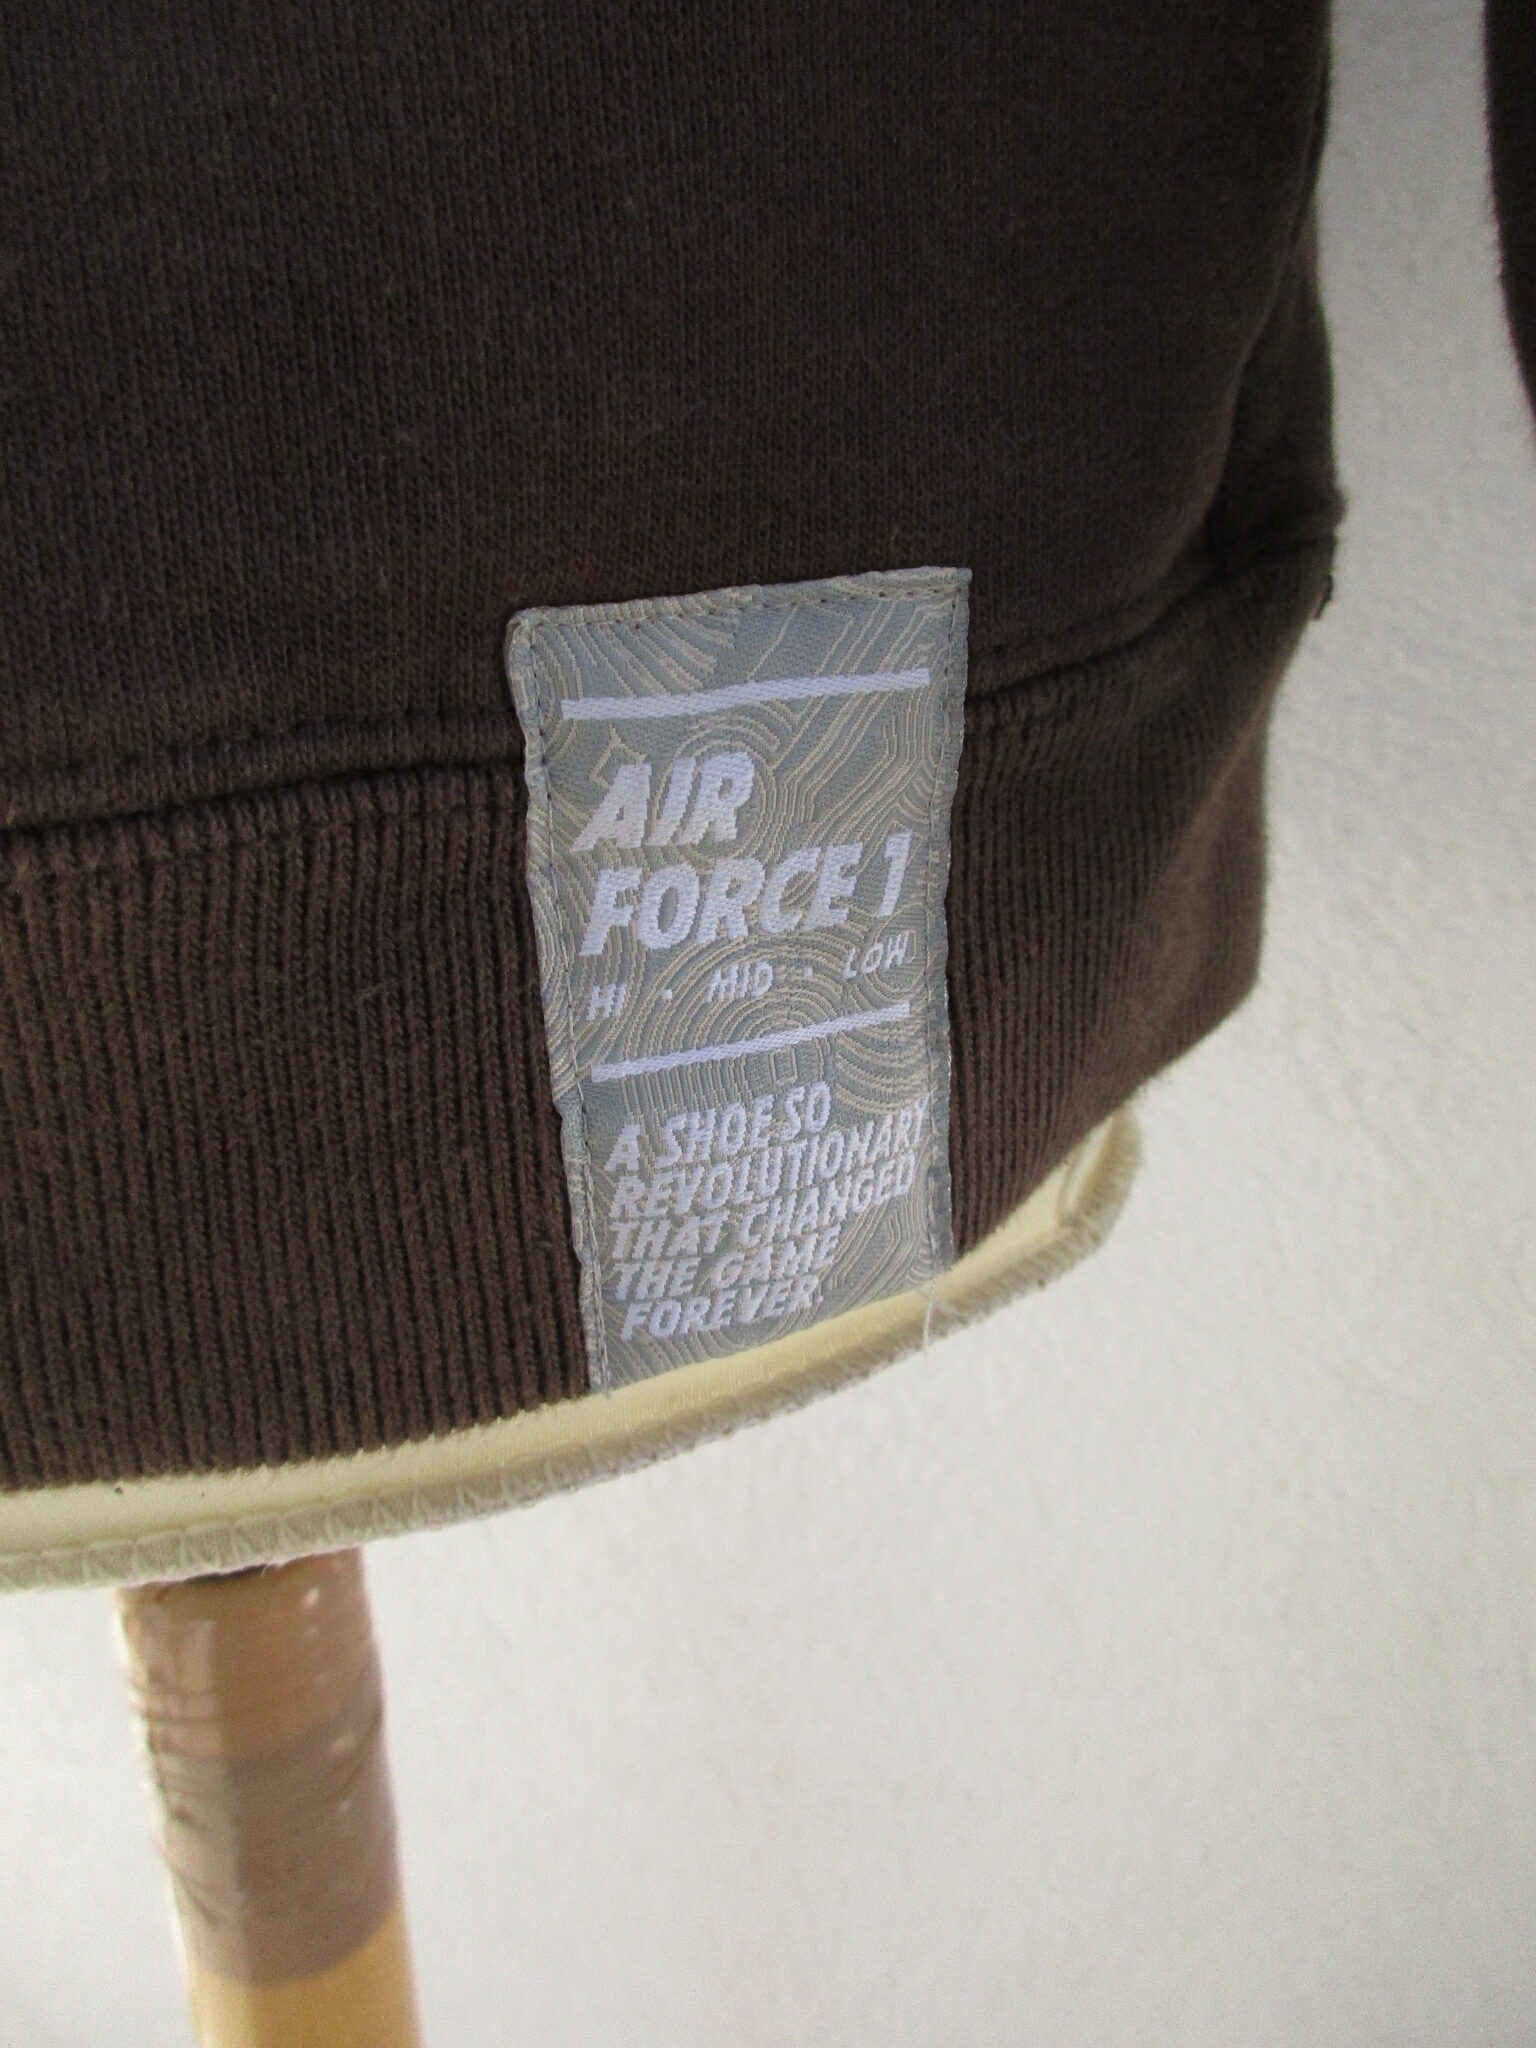 AIR
FORCE 1
HI · MID · LOW
A SHOE SO
REVOLUTIONARY
THAT CHANGED
THE GAME
FOREVER.